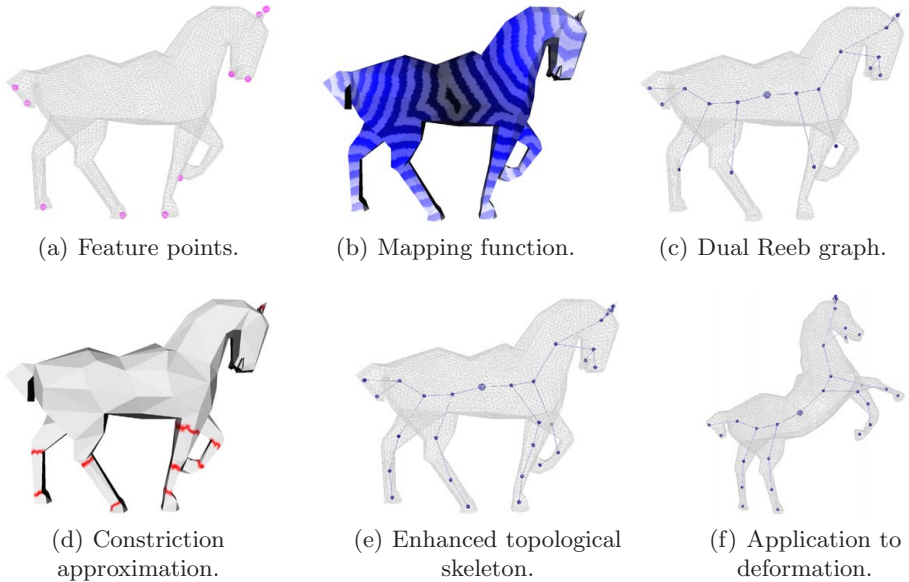 (a) Feature points.
(b) Mapping function.
(c) Dual Reeb graph.
(d) Constriction
approximation.
(e) Enhanced topological
skeleton.
(f) Application to
deformation.